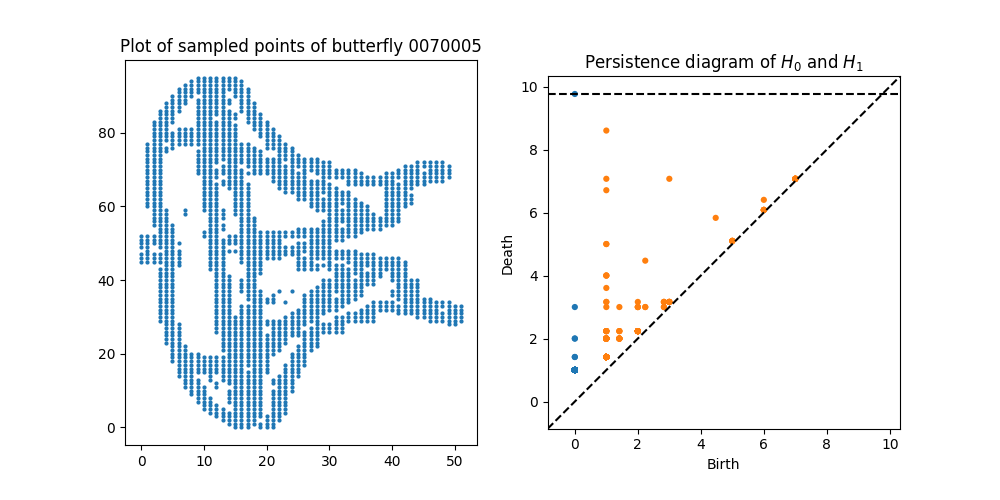 Plot of sampled points of butterfly 0070005
80
60
40
20
0
0 10 20 30 40 50
Persistence diagram of H₀ and H₁
10
8
6
4
2
0
Death
0 2 4 6 8 10
Birth